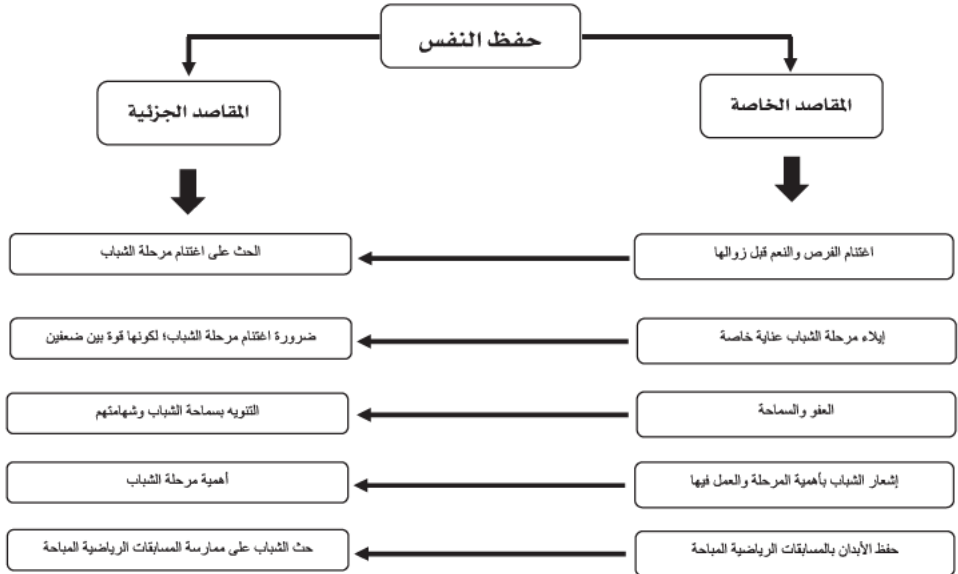 حفظ النفس
المقاصد الخاصة
المقاصد الجزئية
اغتنام الفرص والنعم قبل زوالها
الحث على اغتنام مرحلة الشباب
إيلاء مرحلة الشباب عناية خاصة
ضرورة اغتنام مرحلة الشباب؛ لكونها قوة بين ضعفين
العفو والسماحة
التنويه بسماحة الشباب وشهامتهم
إشعار الشباب بأهمية المرحلة والعمل فيها
أهمية مرحلة الشباب
حفظ الأبدان بالمسابقات الرياضية المباحة
حث الشباب على ممارسة المسابقات الرياضية المباحة